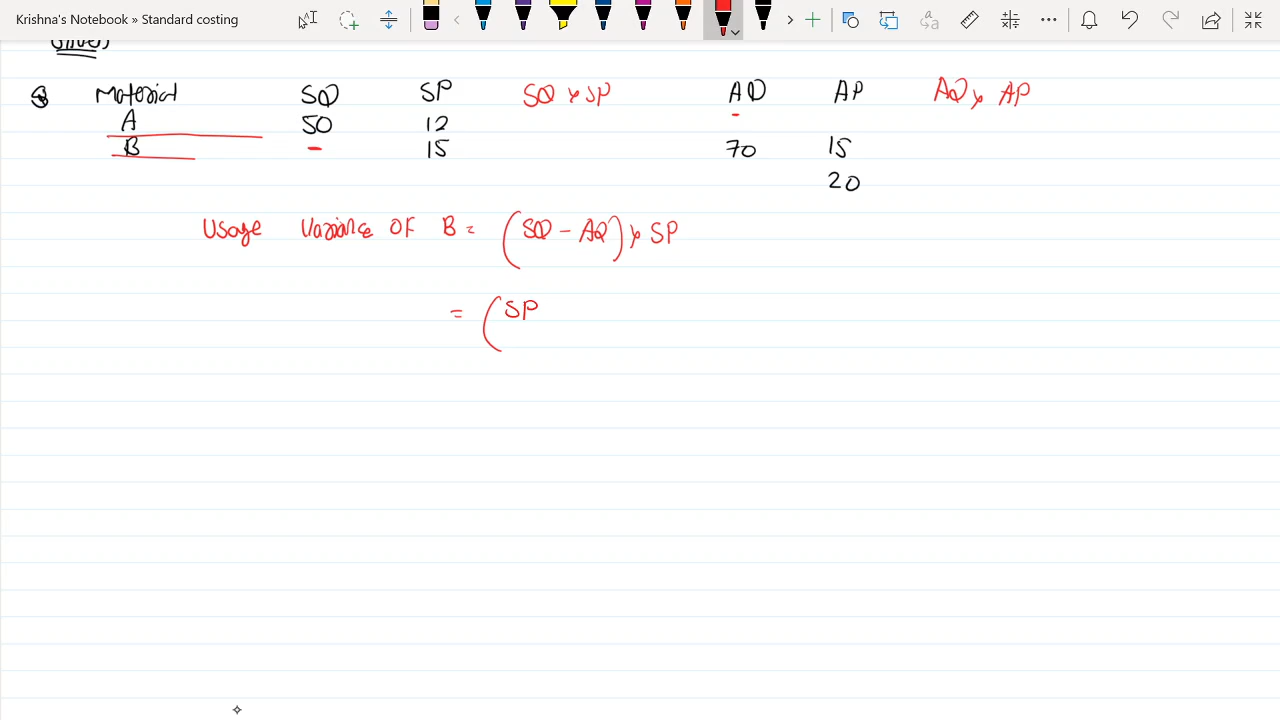 Krishna's Notebook » Standard costing
Material SQ SP SQ x SP AQ AP AQ x AP
A 50 12 -
B - 15 70 15
20
Usage Variance OF B = (SQ - AQ) x SP
= (SP